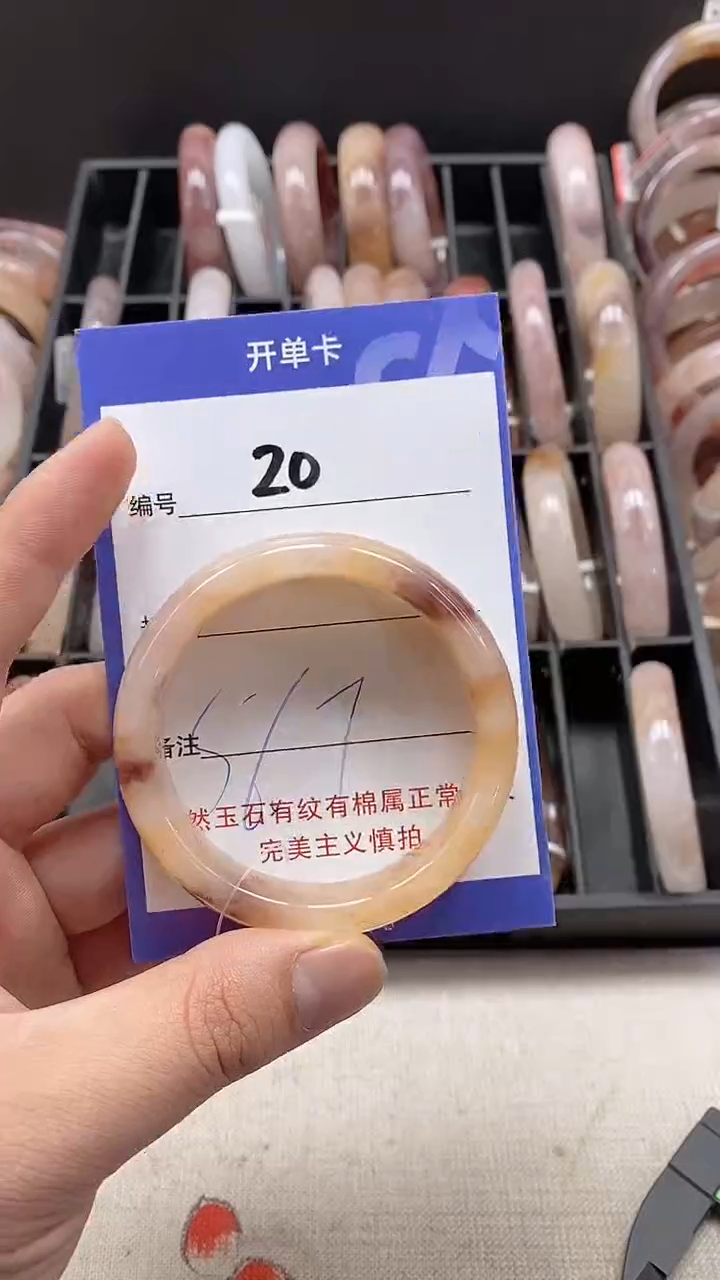 开单卡
编号 20
备注
然玉石有纹有棉属正常
完美主义慎拍